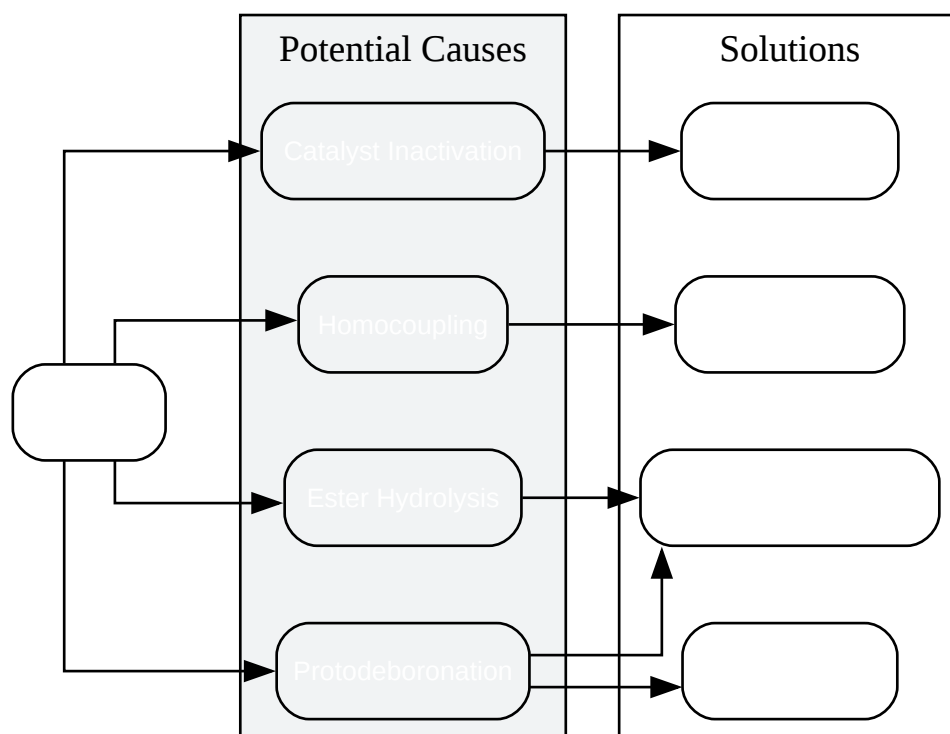 Potential Causes
Solutions
Catalyst Inactivation
Homocoupling
Ester Hydrolysis
Protodeboronation